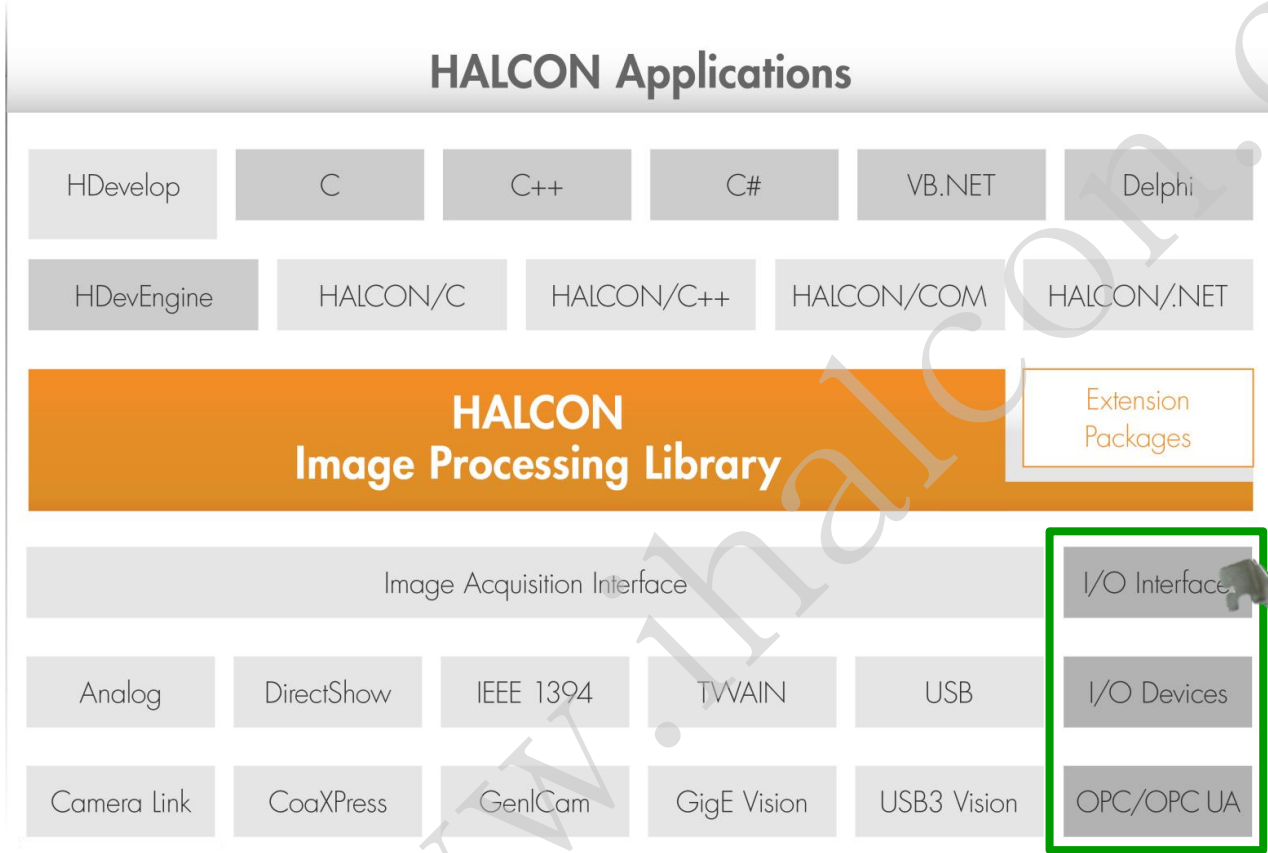 HALCON Applications
HDevelop
C
C++
C#
VB.NET
Delphi
HDevEngine
HALCON/C
HALCON/C++
HALCON/COM
HALCON/.NET
HALCON
Image Processing Library
Extension
Packages
Image Acquisition Interface
I/O Interface
Analog
DirectShow
IEEE 1394
TWAIN
USB
I/O Devices
Camera Link
CoaXPress
GenICam
GigE Vision
USB3 Vision
OPC/OPC UA